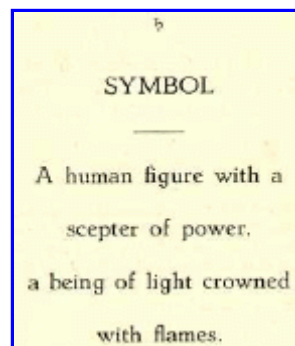 ♄
SYMBOL
A human figure with a
scepter of power,
a being of light crowned
with flames.